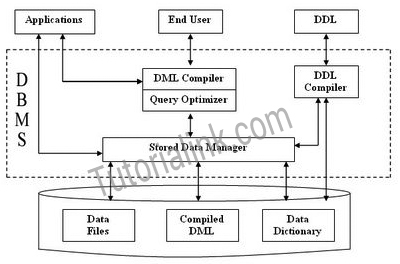 Applications
End User
DDL
DBMS
DML Compiler
Query Optimizer
DDL
Compiler
Stored Data Manager
Tutorialink.com
Data
Files
Compiled
DML
Data
Dictionary